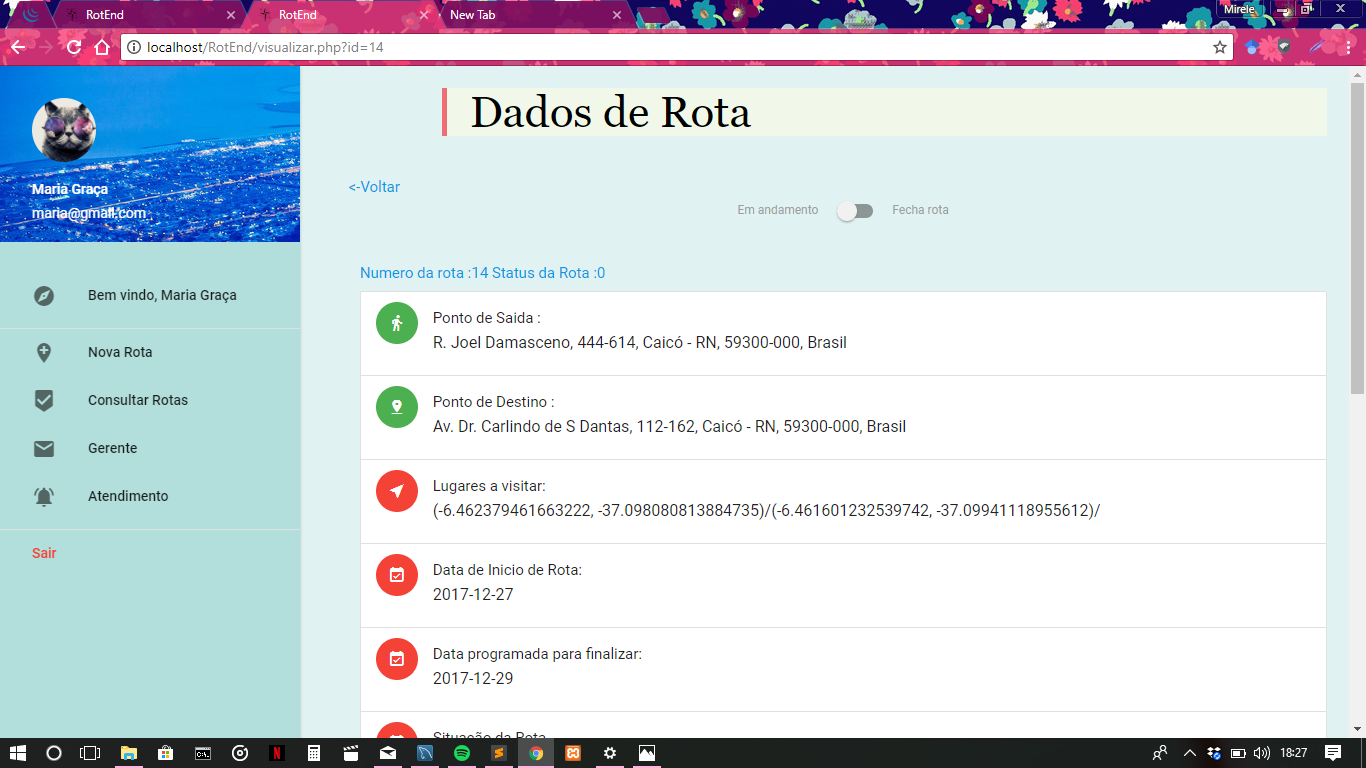 RotEnd
RotEnd
New Tab
Mirele
localhost/RotEnd/visualizar.php?id=14
Maria Graça
maria@gmail.com
Bem vindo, Maria Graça
Nova Rota
Consultar Rotas
Gerente
Atendimento
Sair
Dados de Rota
<-Voltar
Em andamento
Fecha rota
Numero da rota :14 Status da Rota :0
Ponto de Saida :
R. Joel Damasceno, 444-614, Caicó - RN, 59300-000, Brasil
Ponto de Destino :
Av. Dr. Carlindo de S Dantas, 112-162, Caicó - RN, 59300-000, Brasil
Lugares a visitar:
(-6.462379461663222, -37.098080813884735)/(-6.461601232539742, -37.09941118955612)/
Data de Inicio de Rota:
2017-12-27
Data programada para finalizar:
2017-12-29
Situação da Rota
18:27